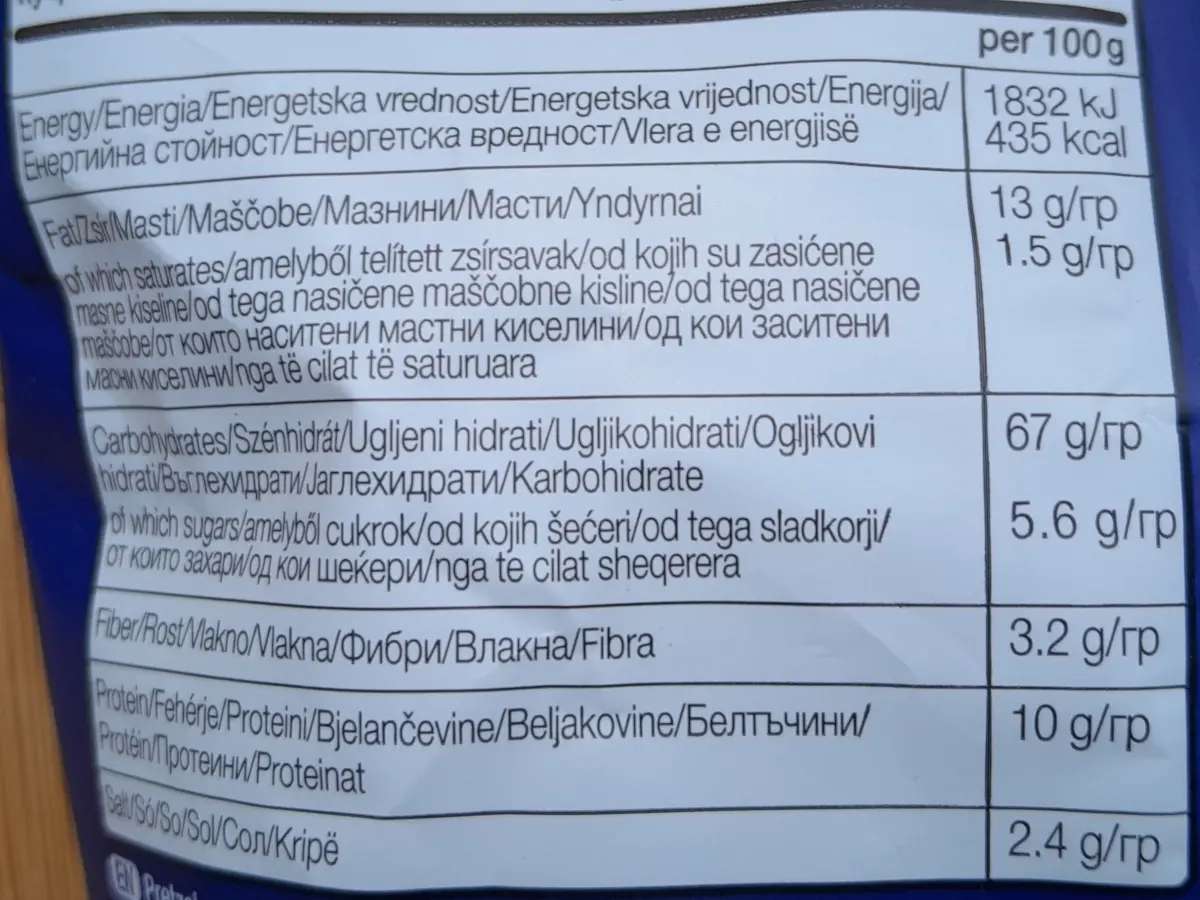 per 100g
Energy/Energia/Energetska vrednost/Energetska vrijednost/Energija/ 1832 kJ
Енергийна стойност/Енергетска вредност/Vlera e energjisë 435 kcal
Fat/Zsír/Masti/Maščobe/Мазнини/Масти/Yndyrnai 13 g/гр
of which saturates/amelyből telített zsírsavak/od kojih su zasićene 1.5 g/гр
masne kiseline/od tega nasičene maščobne kisline/od tega nasičene
maščobe/от които наситени мастни киселини/од кои заситени
масни киселини/nga të cilat të saturuara
Carbohydrates/Szénhidrát/Ugljeni hidrati/Ugljikohidrati/Ogljikovi 67 g/гр
hidrati/Въглехидрати/Јаглехидрати/Karbohidrate
of which sugars/amelyből cukrok/od kojih šećeri/od tega sladkorji/ 5.6 g/гр
от които захари/од кои шеќери/nga të cilat sheqerera
Fiber/Rost/Vlakno/Vlakna/Фибри/Влакна/Fibra 3.2 g/гр
Protein/Fehérje/Proteini/Bjelančevine/Beljakovine/Белтъчини/ 10 g/гр
Protéin/Протеини/Proteinat
Salt/Só/So/Sol/Сол/Kripë 2.4 g/гр
EN